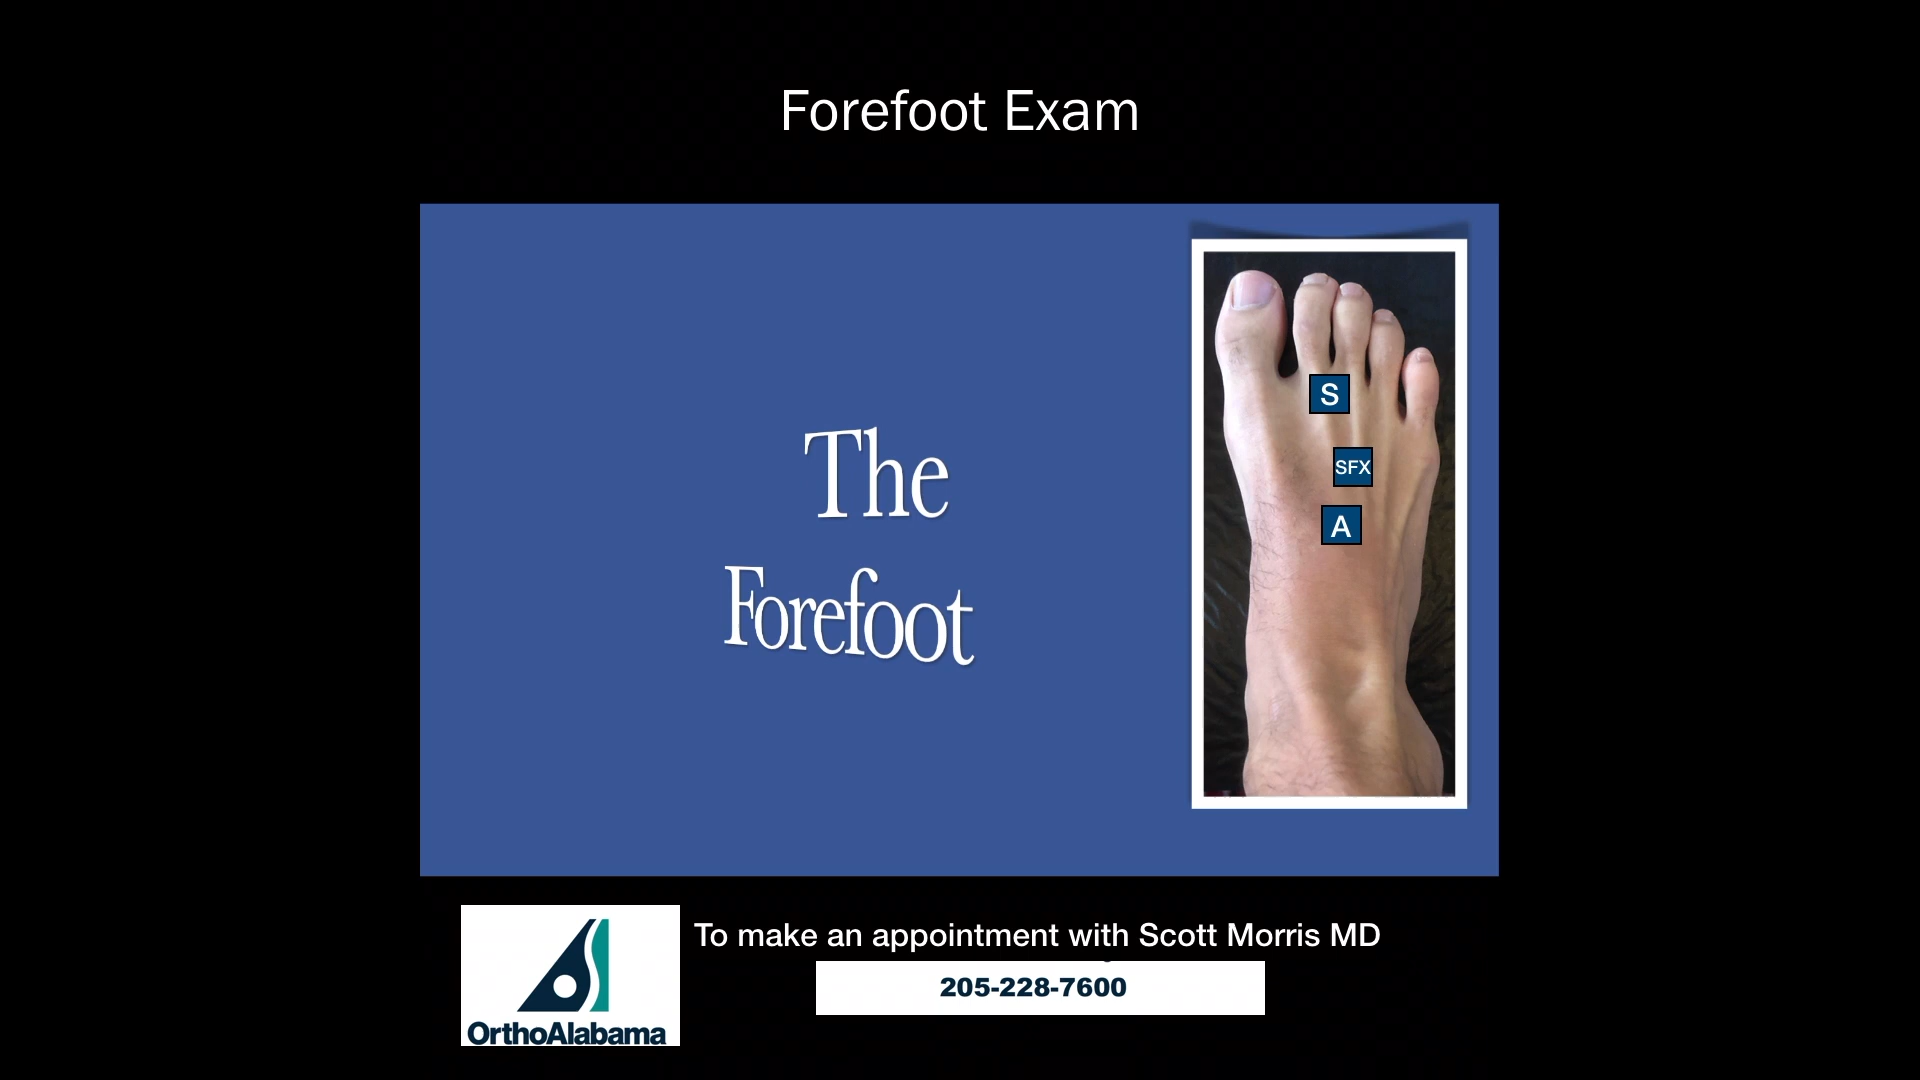 Forefoot Exam
The
Forefoot
S
SFX
A
To make an appointment with Scott Morris MD
205-228-7600
OrthoAlabama